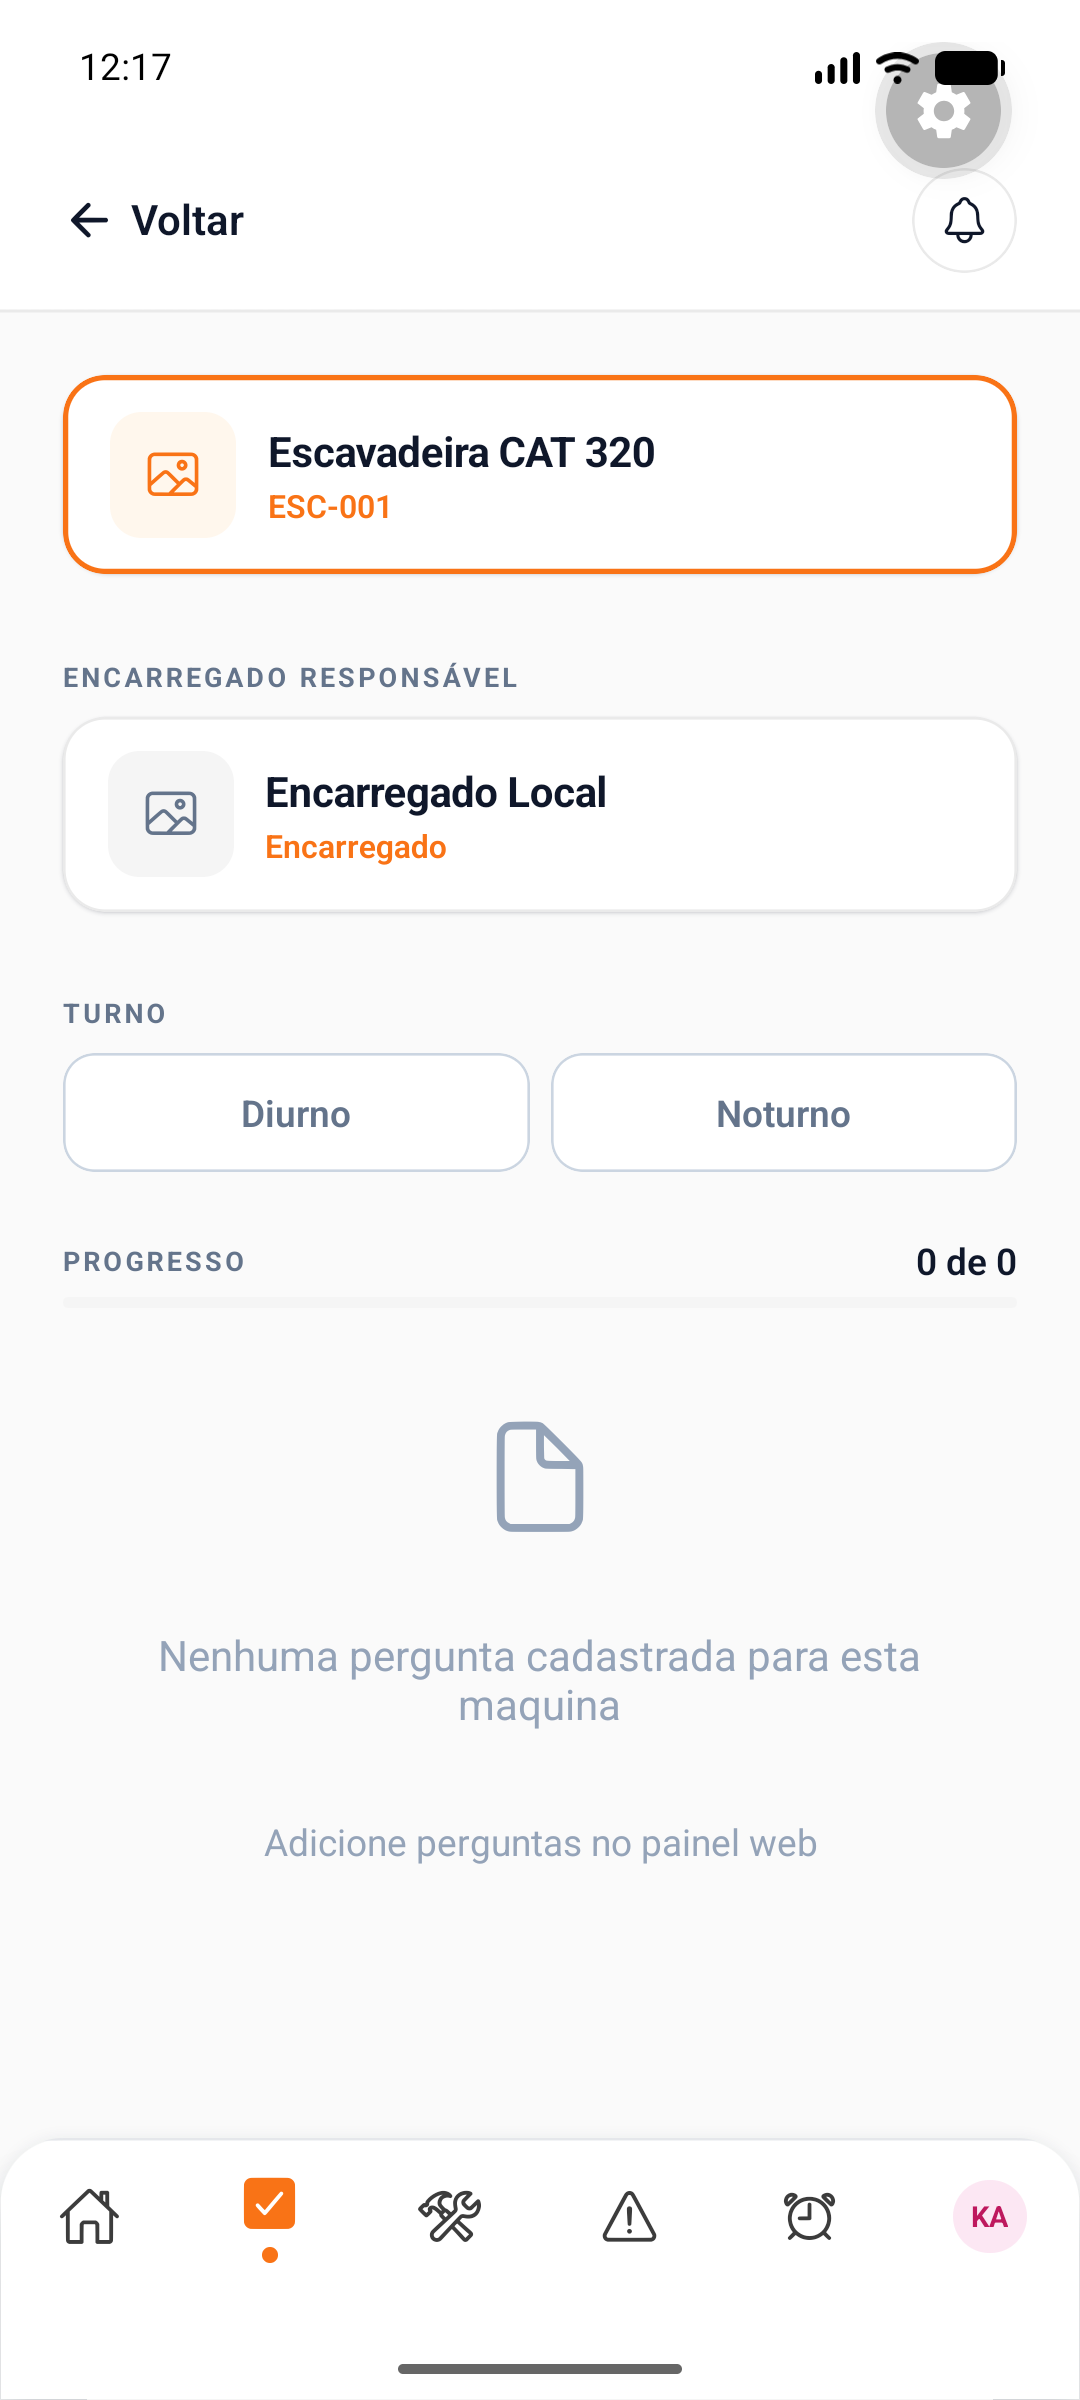 12:17
Voltar
Escavadeira CAT 320
ESC-001
ENCARREGADO RESPONSÁVEL
Encarregado Local
Encarregado
TURNO
Diurno
Noturno
PROGRESSO
0 de 0
Nenhuma pergunta cadastrada para esta
maquina
Adicione perguntas no painel web
KA